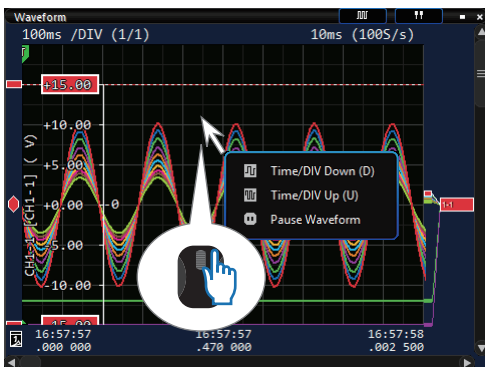 Waveform
100ms /DIV (1/1) 10ms (100S/s)
+15.00
+10.00
+5.00
+0.00
0
-5.00
-10.00
-15.00
CH1-1 [CH1-1] ( V)
Time/DIV Down (D)
Time/DIV Up (U)
Pause Waveform
1-1
16:57:57 16:57:57 16:57:58
.000 000 .470 000 .002 500